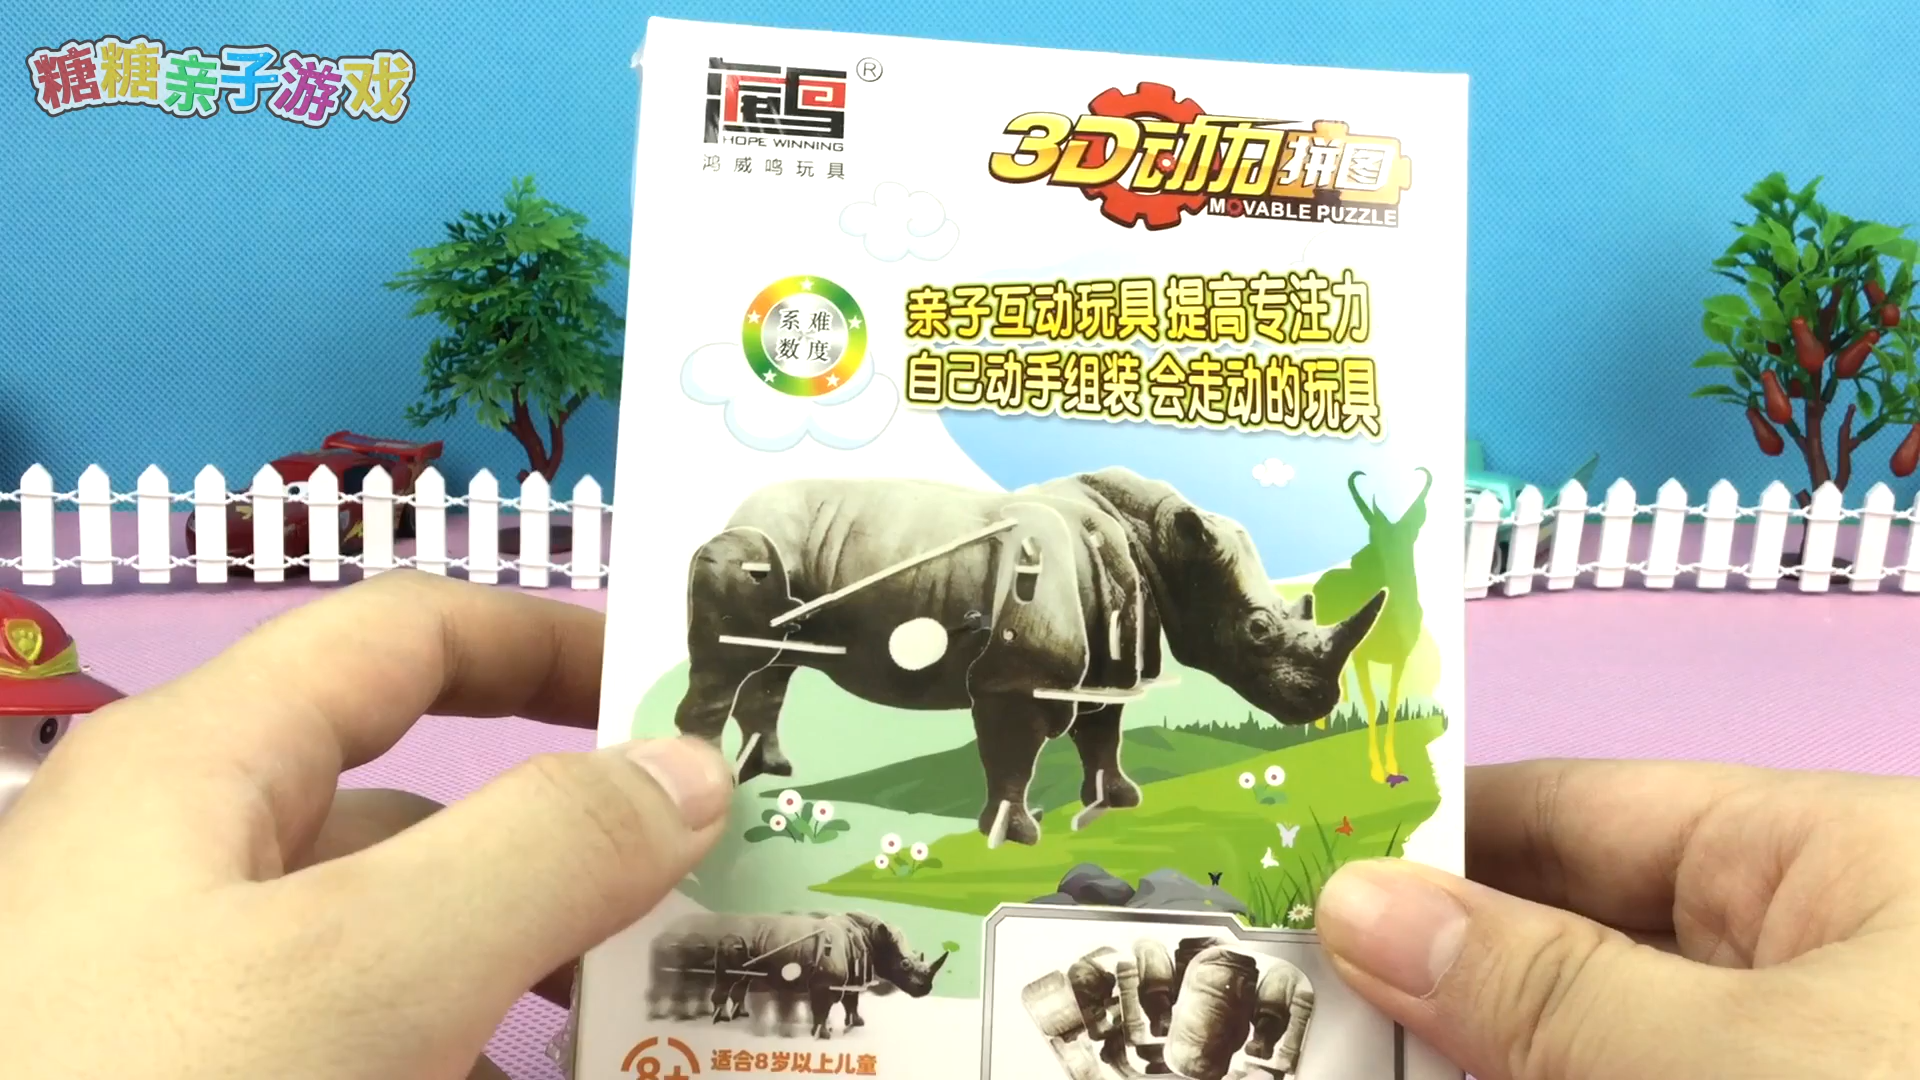 糖糖亲子游戏
HOPE WINNING
®
鸿威鸣玩具
3D动力拼图
MOVABLE PUZZLE
系难
数度
亲子互动玩具 提高专注力
自己动手组装 会走动的玩具
8+
适合8岁以上儿童